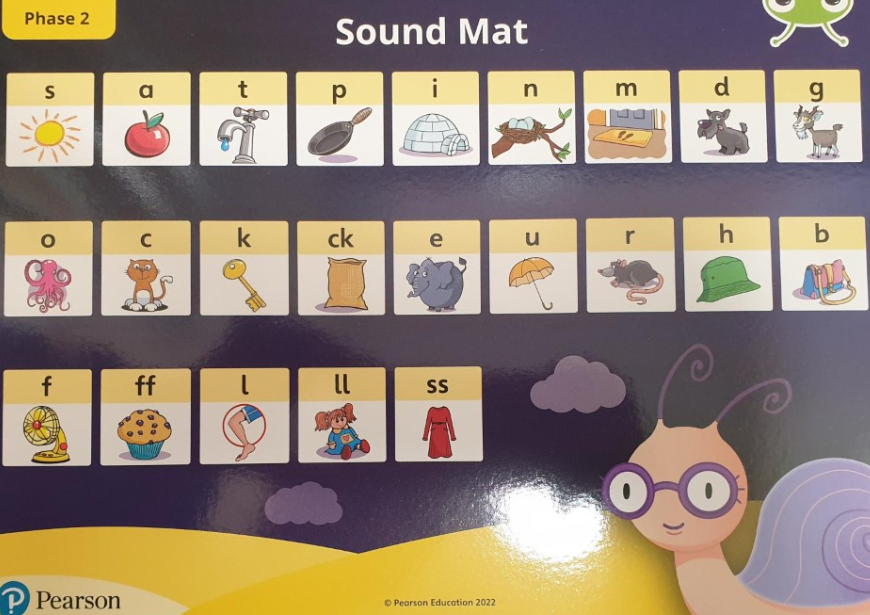 Phase 2
Sound Mat
s a t p i n m d g
o c k ck e u r h b
f ff l ll ss
P Pearson
© Pearson Education 2022